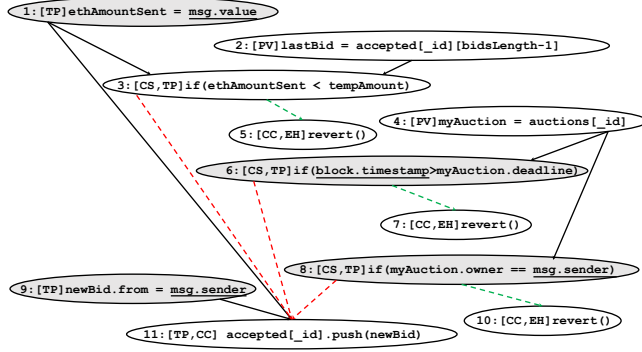 1:[TP]ethAmountSent = msg.value
2:[PV]lastBid = accepted[_id][bidsLength-1]
3:[CS,TP]if(ethAmountSent < tempAmount)
4:[PV]myAuction = auctions[_id]
5:[CC,EH]revert()
6:[CS,TP]if(block.timestamp>myAuction.deadline)
7:[CC,EH]revert()
8:[CS,TP]if(myAuction.owner == msg.sender)
9:[TP]newBid.from = msg.sender
10:[CC,EH]revert()
11:[TP,CC] accepted[_id].push(newBid)